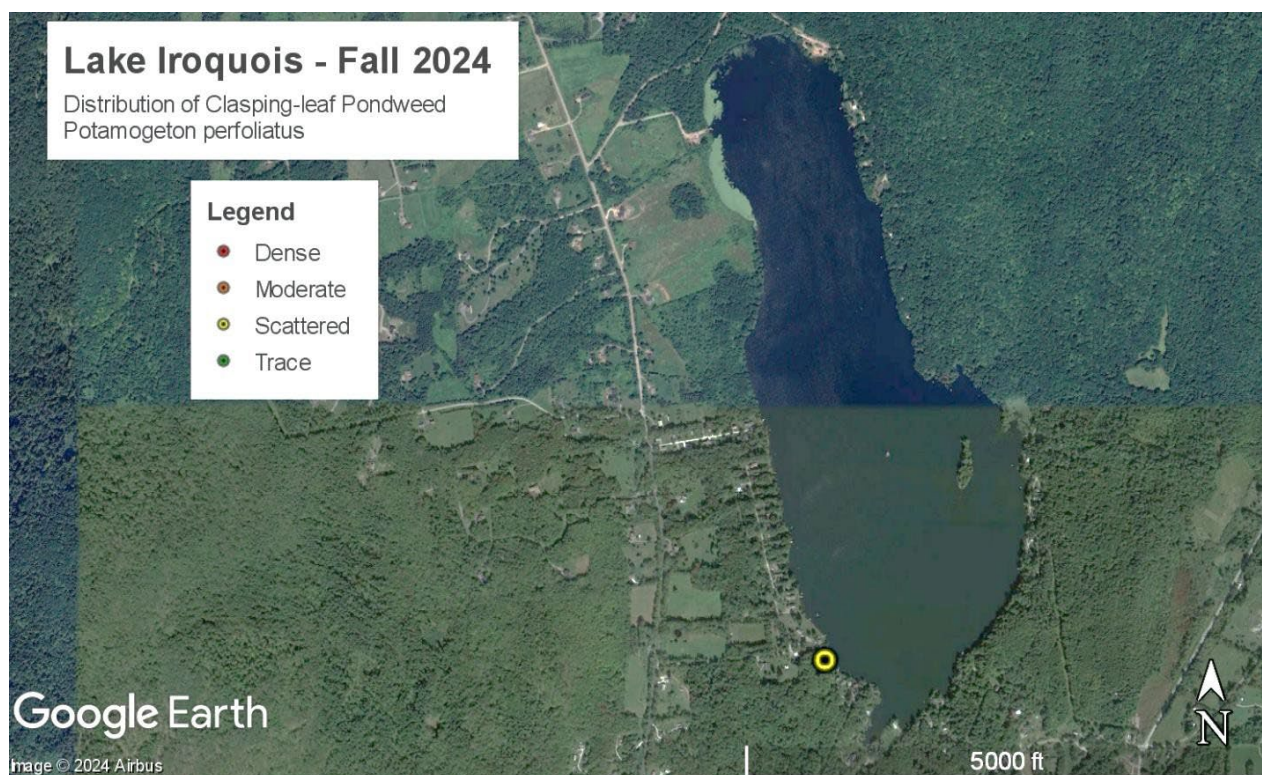 Lake Iroquois - Fall 2024
Distribution of Clasping-leaf Pondweed
Potamogeton perfoliatus
Legend
Dense
Moderate
Scattered
Trace
Google Earth
N
Image © 2024 Airbus
5000 ft